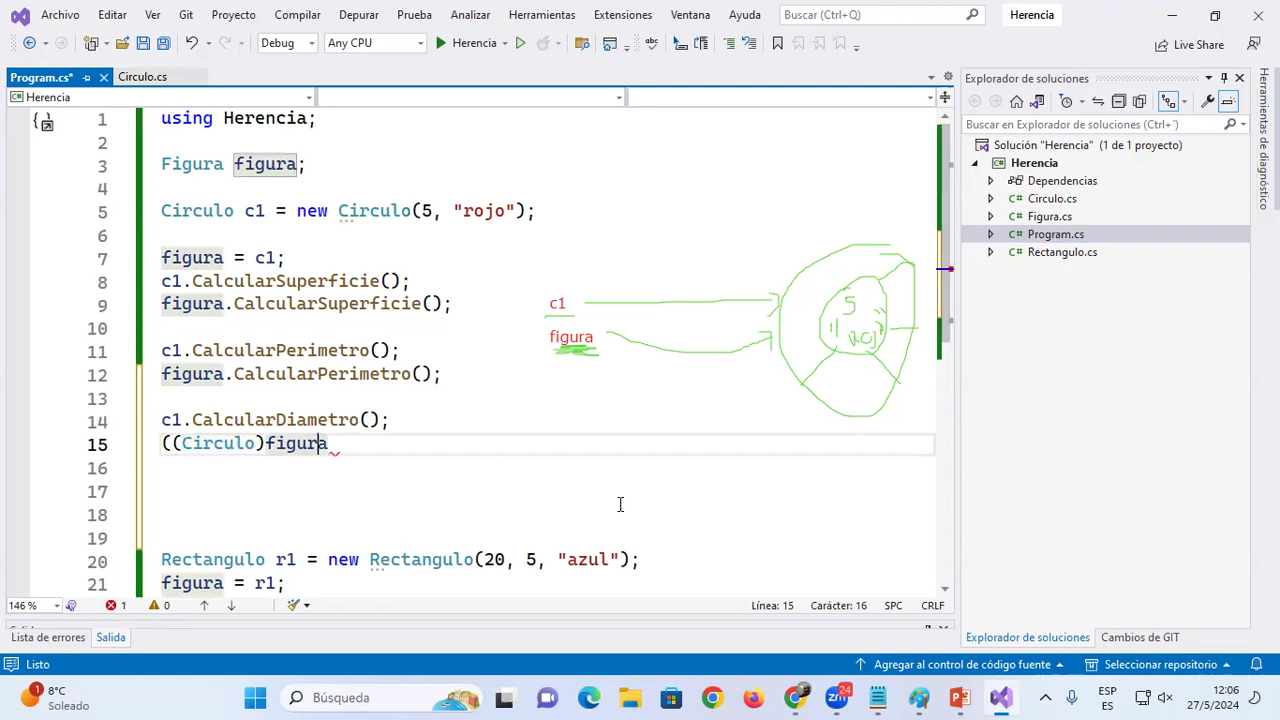 Archivo Editar Ver Git Proyecto Compilar Depurar Prueba Analizar Herramientas Extensiones Ventana Ayuda Buscar (Ctrl+Q) Herencia
Debug Any CPU Herencia Live Share
Program.cs* Circulo.cs
Herencia
1 using Herencia;
2
3 Figura figura;
4
5 Circulo c1 = new Circulo(5, "rojo");
6
7 figura = c1;
8 c1.CalcularSuperficie();
9 figura.CalcularSuperficie();
10
11 c1.CalcularPerimetro();
12 figura.CalcularPerimetro();
13
14 c1.CalcularDiametro();
15 ((Circulo)figura
16
17
18
19
20 Rectangulo r1 = new Rectangulo(20, 5, "azul");
21 figura = r1;
c1
figura
5
"ROJ"
146 % 1 0 Línea: 15 Carácter: 16 SPC CRLF
Lista de errores Salida
Explorador de soluciones
Buscar en Explorador de soluciones (Ctrl+`)
Solución "Herencia" (1 de 1 proyecto)
Herencia
Dependencias
C# Circulo.cs
C# Figura.cs
C# Program.cs
C# Rectangulo.cs
Explorador de soluciones Cambios de GIT
Herramientas de diagnóstico
Listo Agregar al control de código fuente Seleccionar repositorio
1 8°C
Soleado
Búsqueda
24
ESP
ES
12:06
27/5/2024